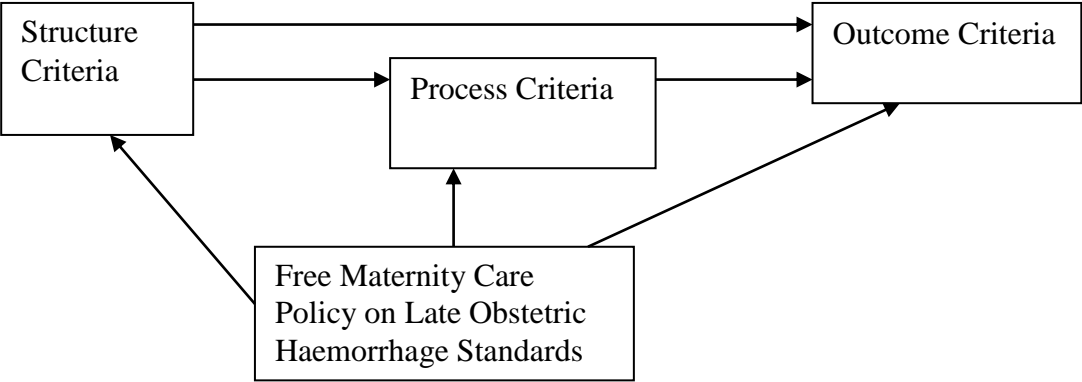 Structure
Criteria
Outcome Criteria
Process Criteria
Free Maternity Care
Policy on Late Obstetric
Haemorrhage Standards